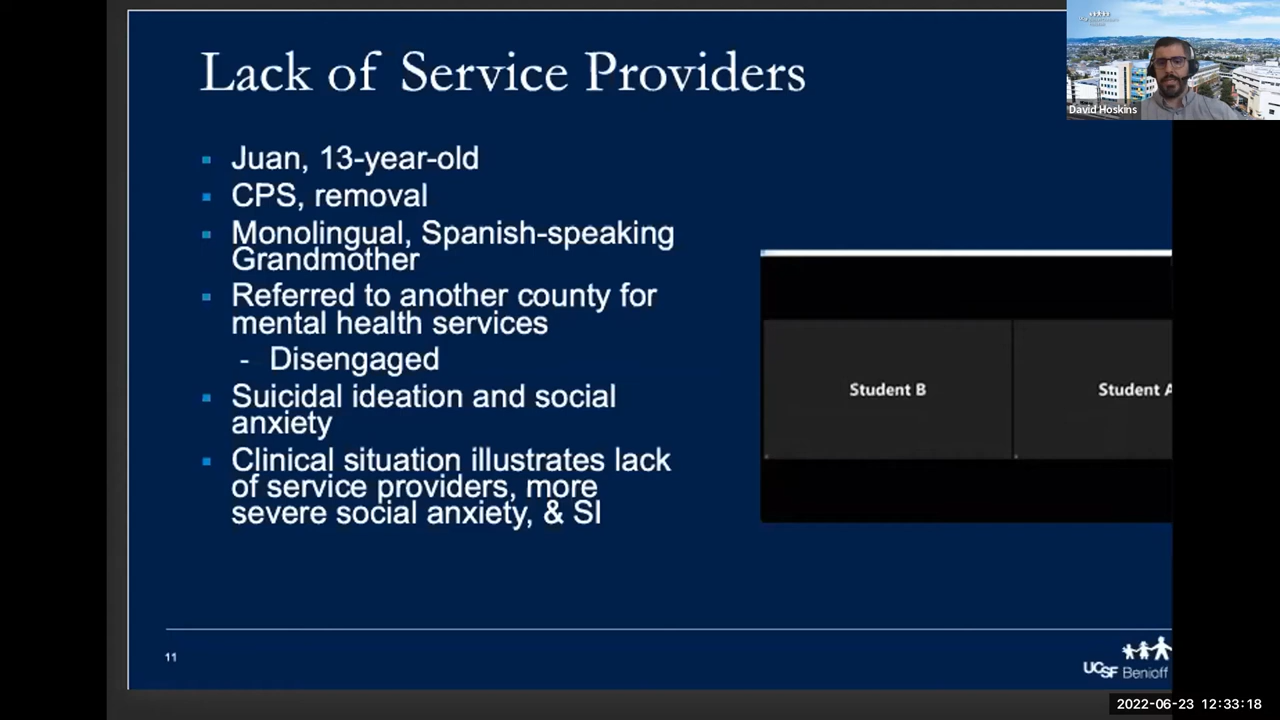 Lack of Service Providers
David Hoskins
Juan, 13-year-old
CPS, removal
Monolingual, Spanish-speaking
Grandmother
Referred to another county for
mental health services
- Disengaged
Suicidal ideation and social
anxiety
Clinical situation illustrates lack
of service providers, more
severe social anxiety, & SI
Student B
Student A
11
UCSF Benioff
2022-06-23 12:33:18